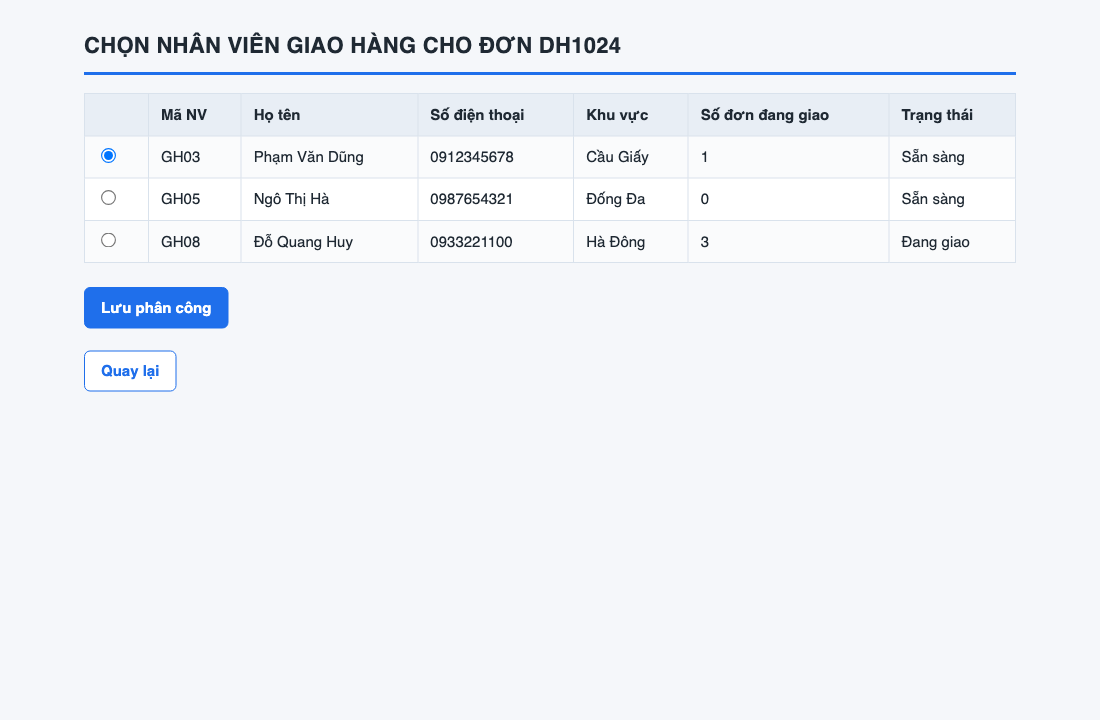 CHỌN NHÂN VIÊN GIAO HÀNG CHO ĐƠN DH1024
Mã NV Họ tên Số điện thoại Khu vực Số đơn đang giao Trạng thái
GH03 Phạm Văn Dũng 0912345678 Cầu Giấy 1 Sẵn sàng
GH05 Ngô Thị Hà 0987654321 Đống Đa 0 Sẵn sàng
GH08 Đỗ Quang Huy 0933221100 Hà Đông 3 Đang giao
Lưu phân công
Quay lại